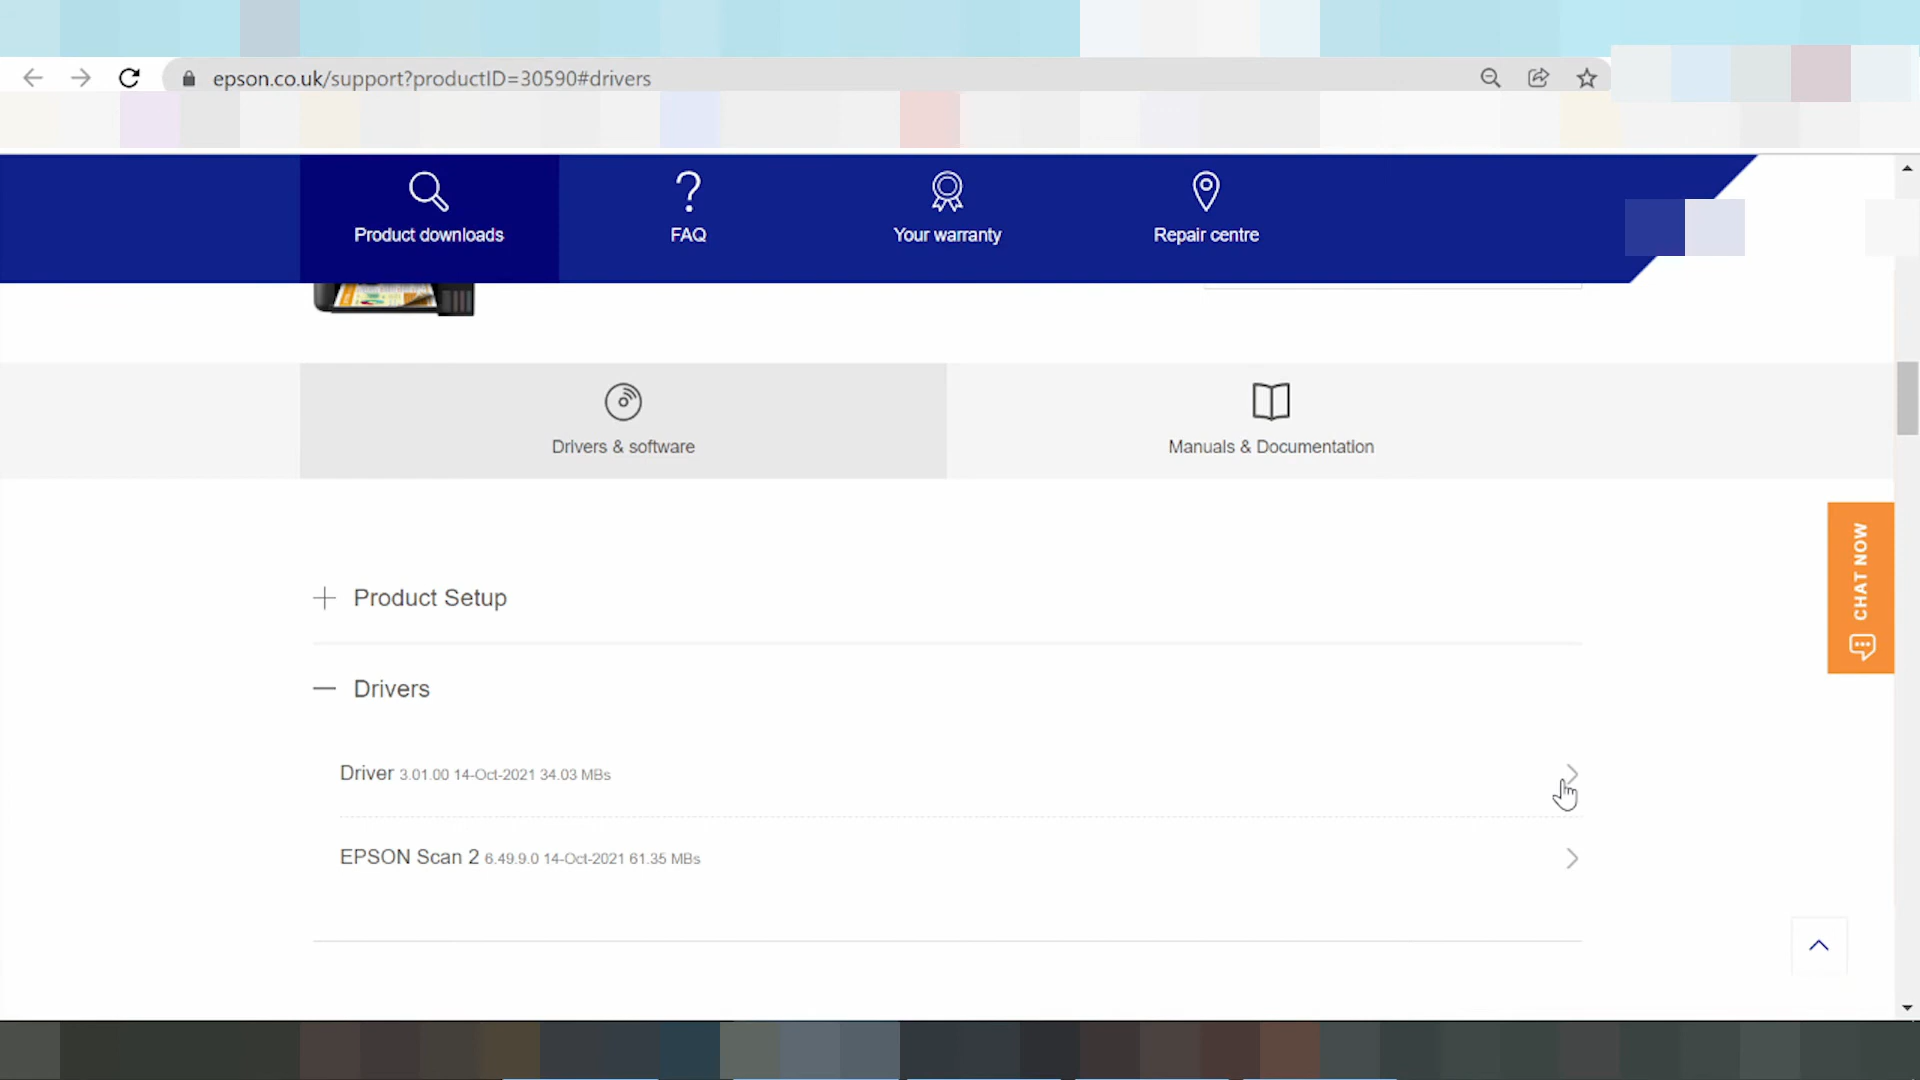 epson.co.uk/support?productID=30590#drivers
Product downloads
FAQ
Your warranty
Repair centre
Drivers & software
Manuals & Documentation
Product Setup
Drivers
Driver 3.01.00 14-Oct-2021 34.03 MBs
EPSON Scan 2 6.49.9.0 14-Oct-2021 61.35 MBs
CHAT NOW